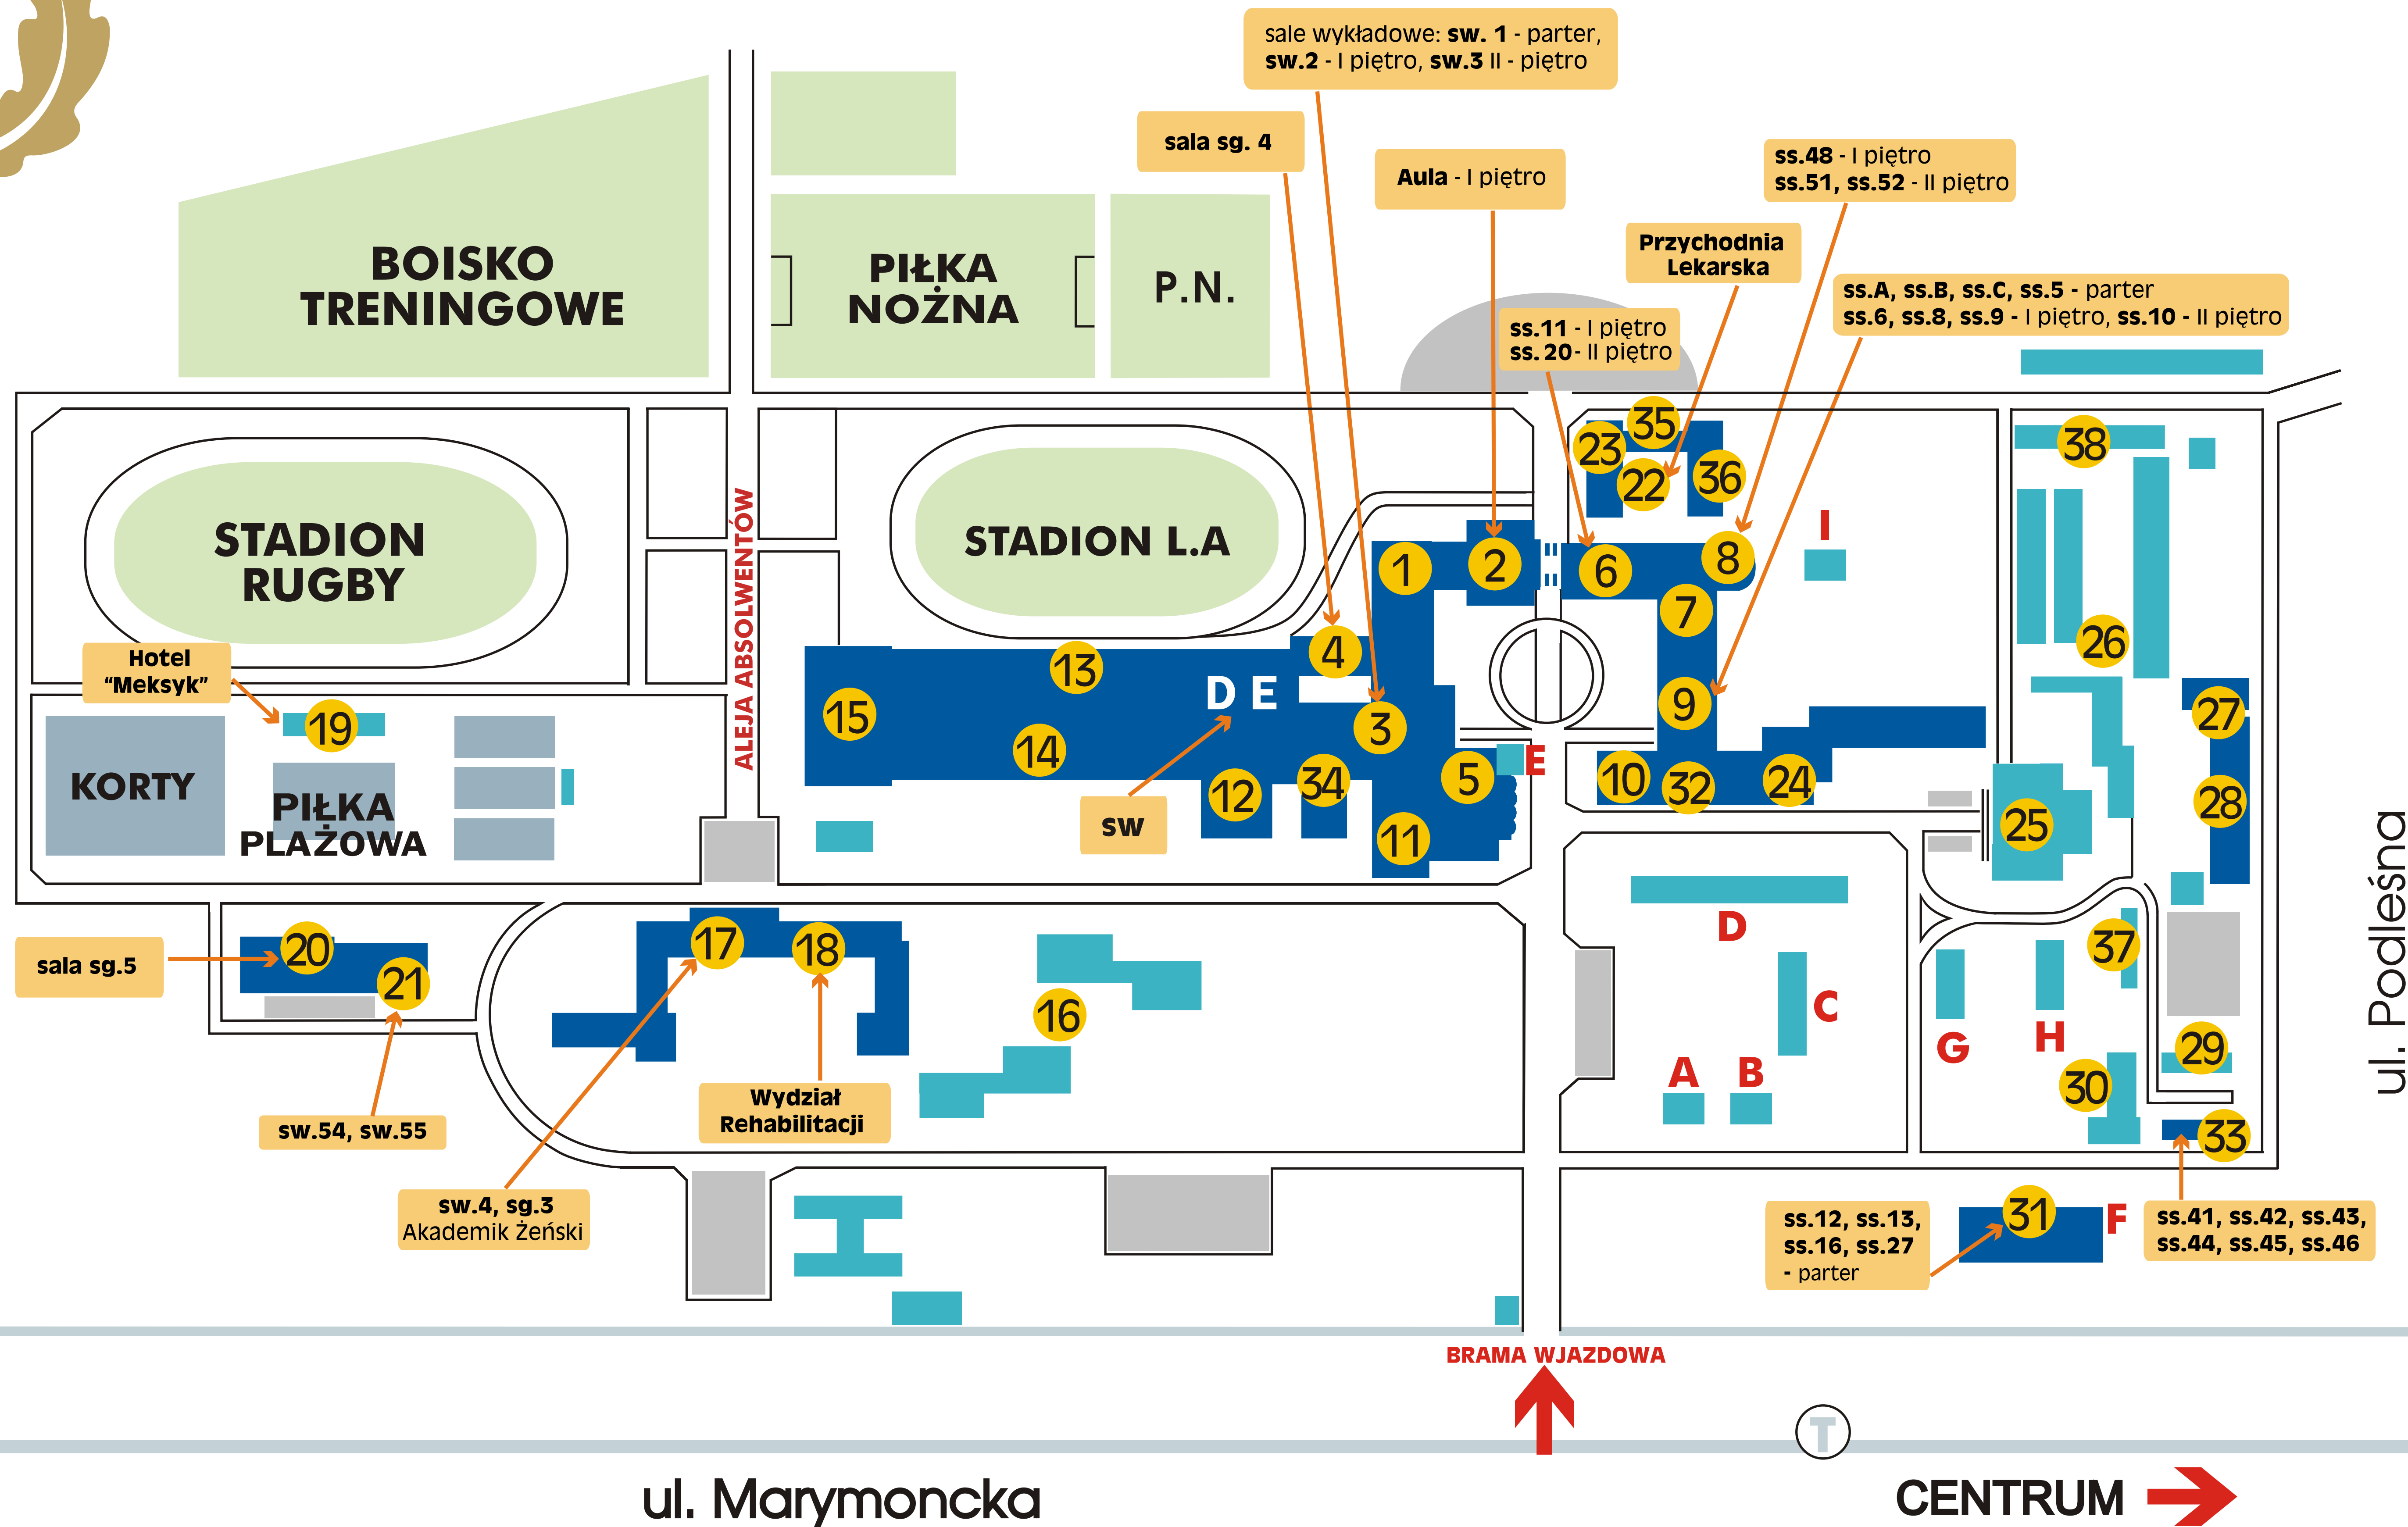 sale wykładowe: sw. 1 - parter,
sw.2 - I piętro, sw.3 II - piętro
sala sg. 4
Aula - I piętro
ss.48 - I piętro
ss.51, ss.52 - II piętro
Przychodnia
Lekarska
ss.A, ss.B, ss.C, ss.5 - parter
ss.6, ss.8, ss.9 - I piętro, ss.10 - II piętro
ss.11 - I piętro
ss. 20- II piętro
BOISKO
TRENINGOWE
PIŁKA
NOŻNA
P.N.
STADION
RUGBY
ALEJA ABSOLWENTÓW
STADION L.A
35
23
22
36
38
I
1
2
6
8
7
4
13
D E
26
Hotel
“Meksyk”
19
15
14
3
9
27
KORTY
PIŁKA
PLAŻOWA
12
34
5
E
10
32
24
28
25
sw
11
ul. Podleśna
sala sg.5
20
21
17
18
16
D
C
A
B
37
G
H
29
30
33
sw.54, sw.55
Wydział
Rehabilitacji
sw.4, sg.3
Akademik Żeński
ss.12, ss.13,
ss.16, ss.27
- parter
31
F
ss.41, ss.42, ss.43,
ss.44, ss.45, ss.46
BRAMA WJAZDOWA
T
ul. Marymoncka
CENTRUM